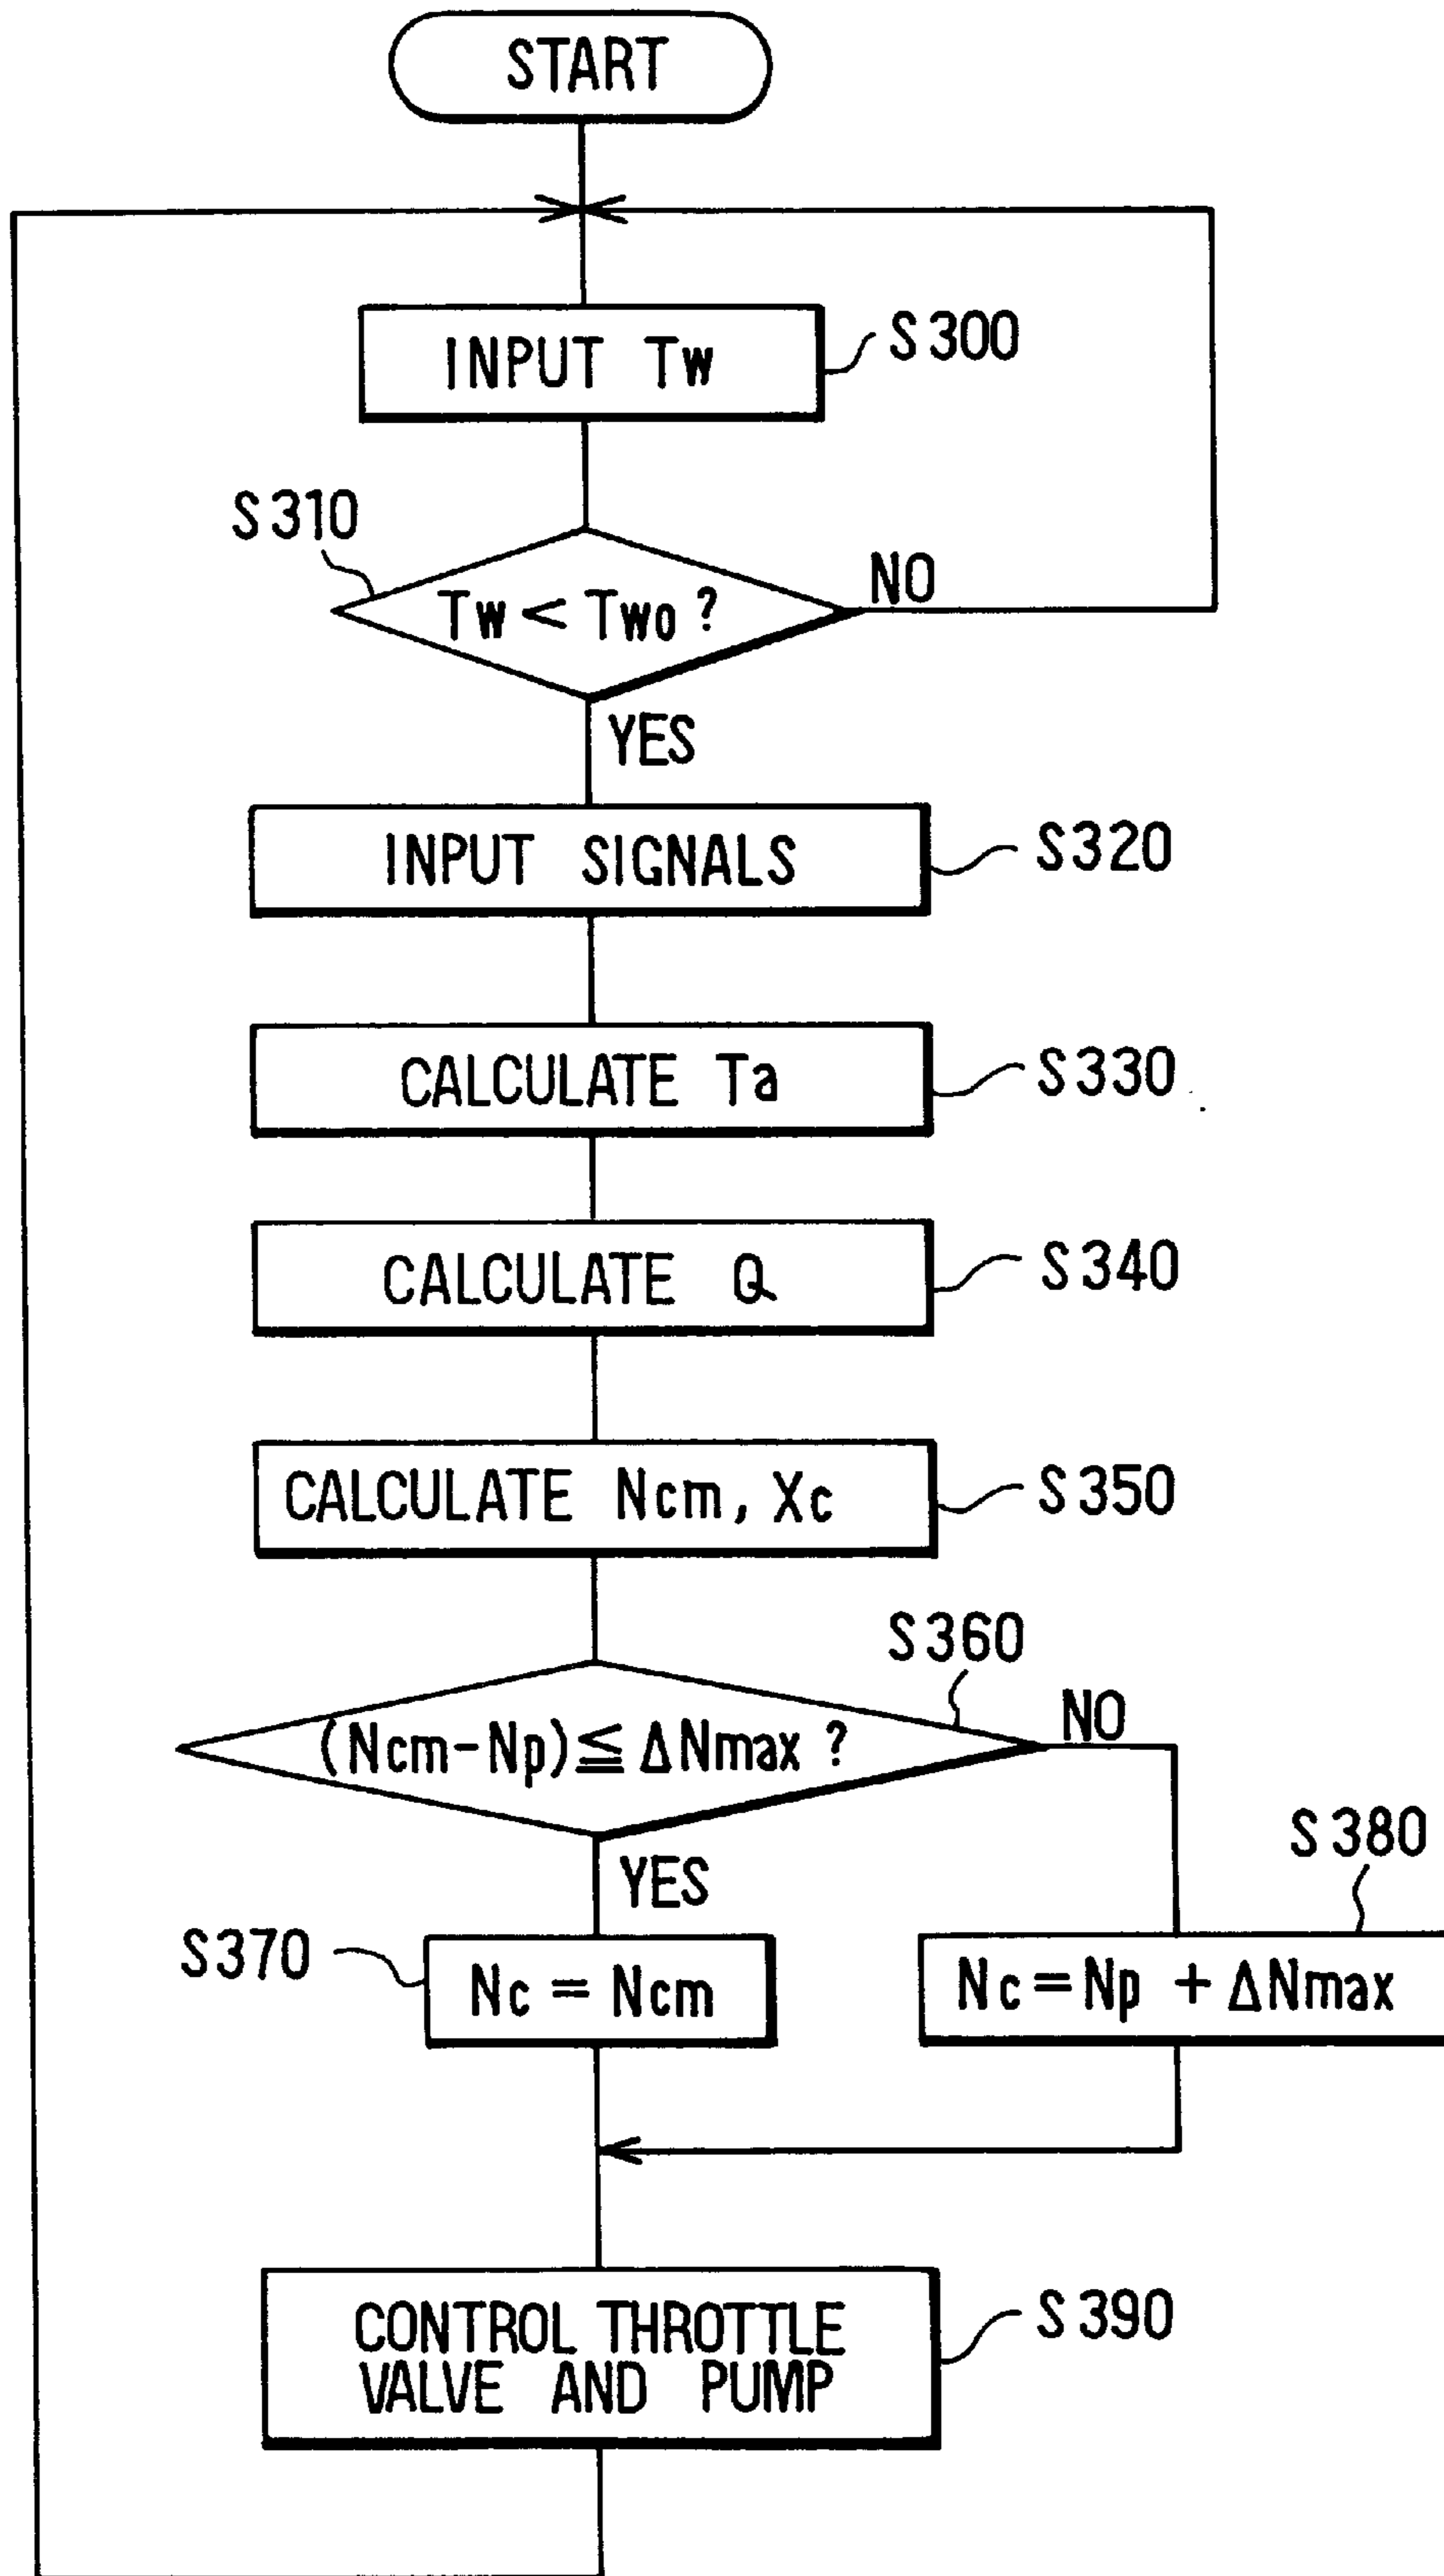 START
INPUT Tw
S300
S310
Tw < Two ?
NO
YES
INPUT SIGNALS
S320
CALCULATE Ta
S330
CALCULATE Q
S340
CALCULATE Ncm, Xc
S350
S360
(Ncm-Np) ≦ ΔNmax ?
NO
YES
S370
Nc = Ncm
S380
Nc = Np + ΔNmax
CONTROL THROTTLE
VALVE AND PUMP
S390